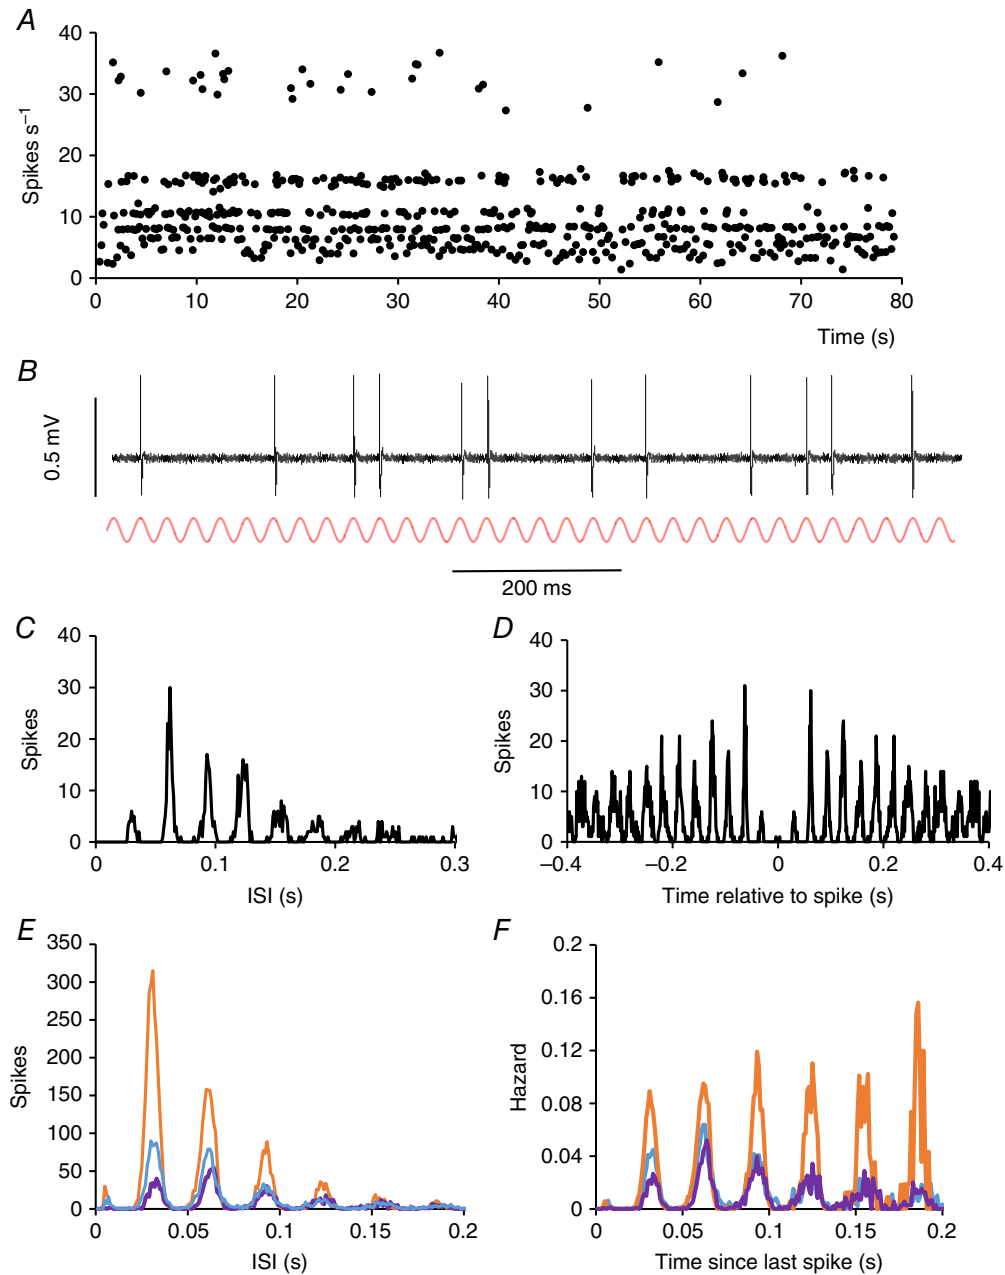 A
Spikes s⁻¹
40
30
20
10
0
0 10 20 30 40 50 60 70 80
Time (s)
B
0.5 mV
200 ms
C
Spikes
40
30
20
10
0
0 0.1 0.2 0.3
ISI (s)
D
Spikes
40
30
20
10
0
−0.4 −0.2 0 0.2 0.4
Time relative to spike (s)
E
Spikes
350
300
250
200
150
100
50
0
0 0.05 0.1 0.15 0.2
ISI (s)
F
Hazard
0.2
0.16
0.12
0.08
0.04
0
0 0.05 0.1 0.15 0.2
Time since last spike (s)